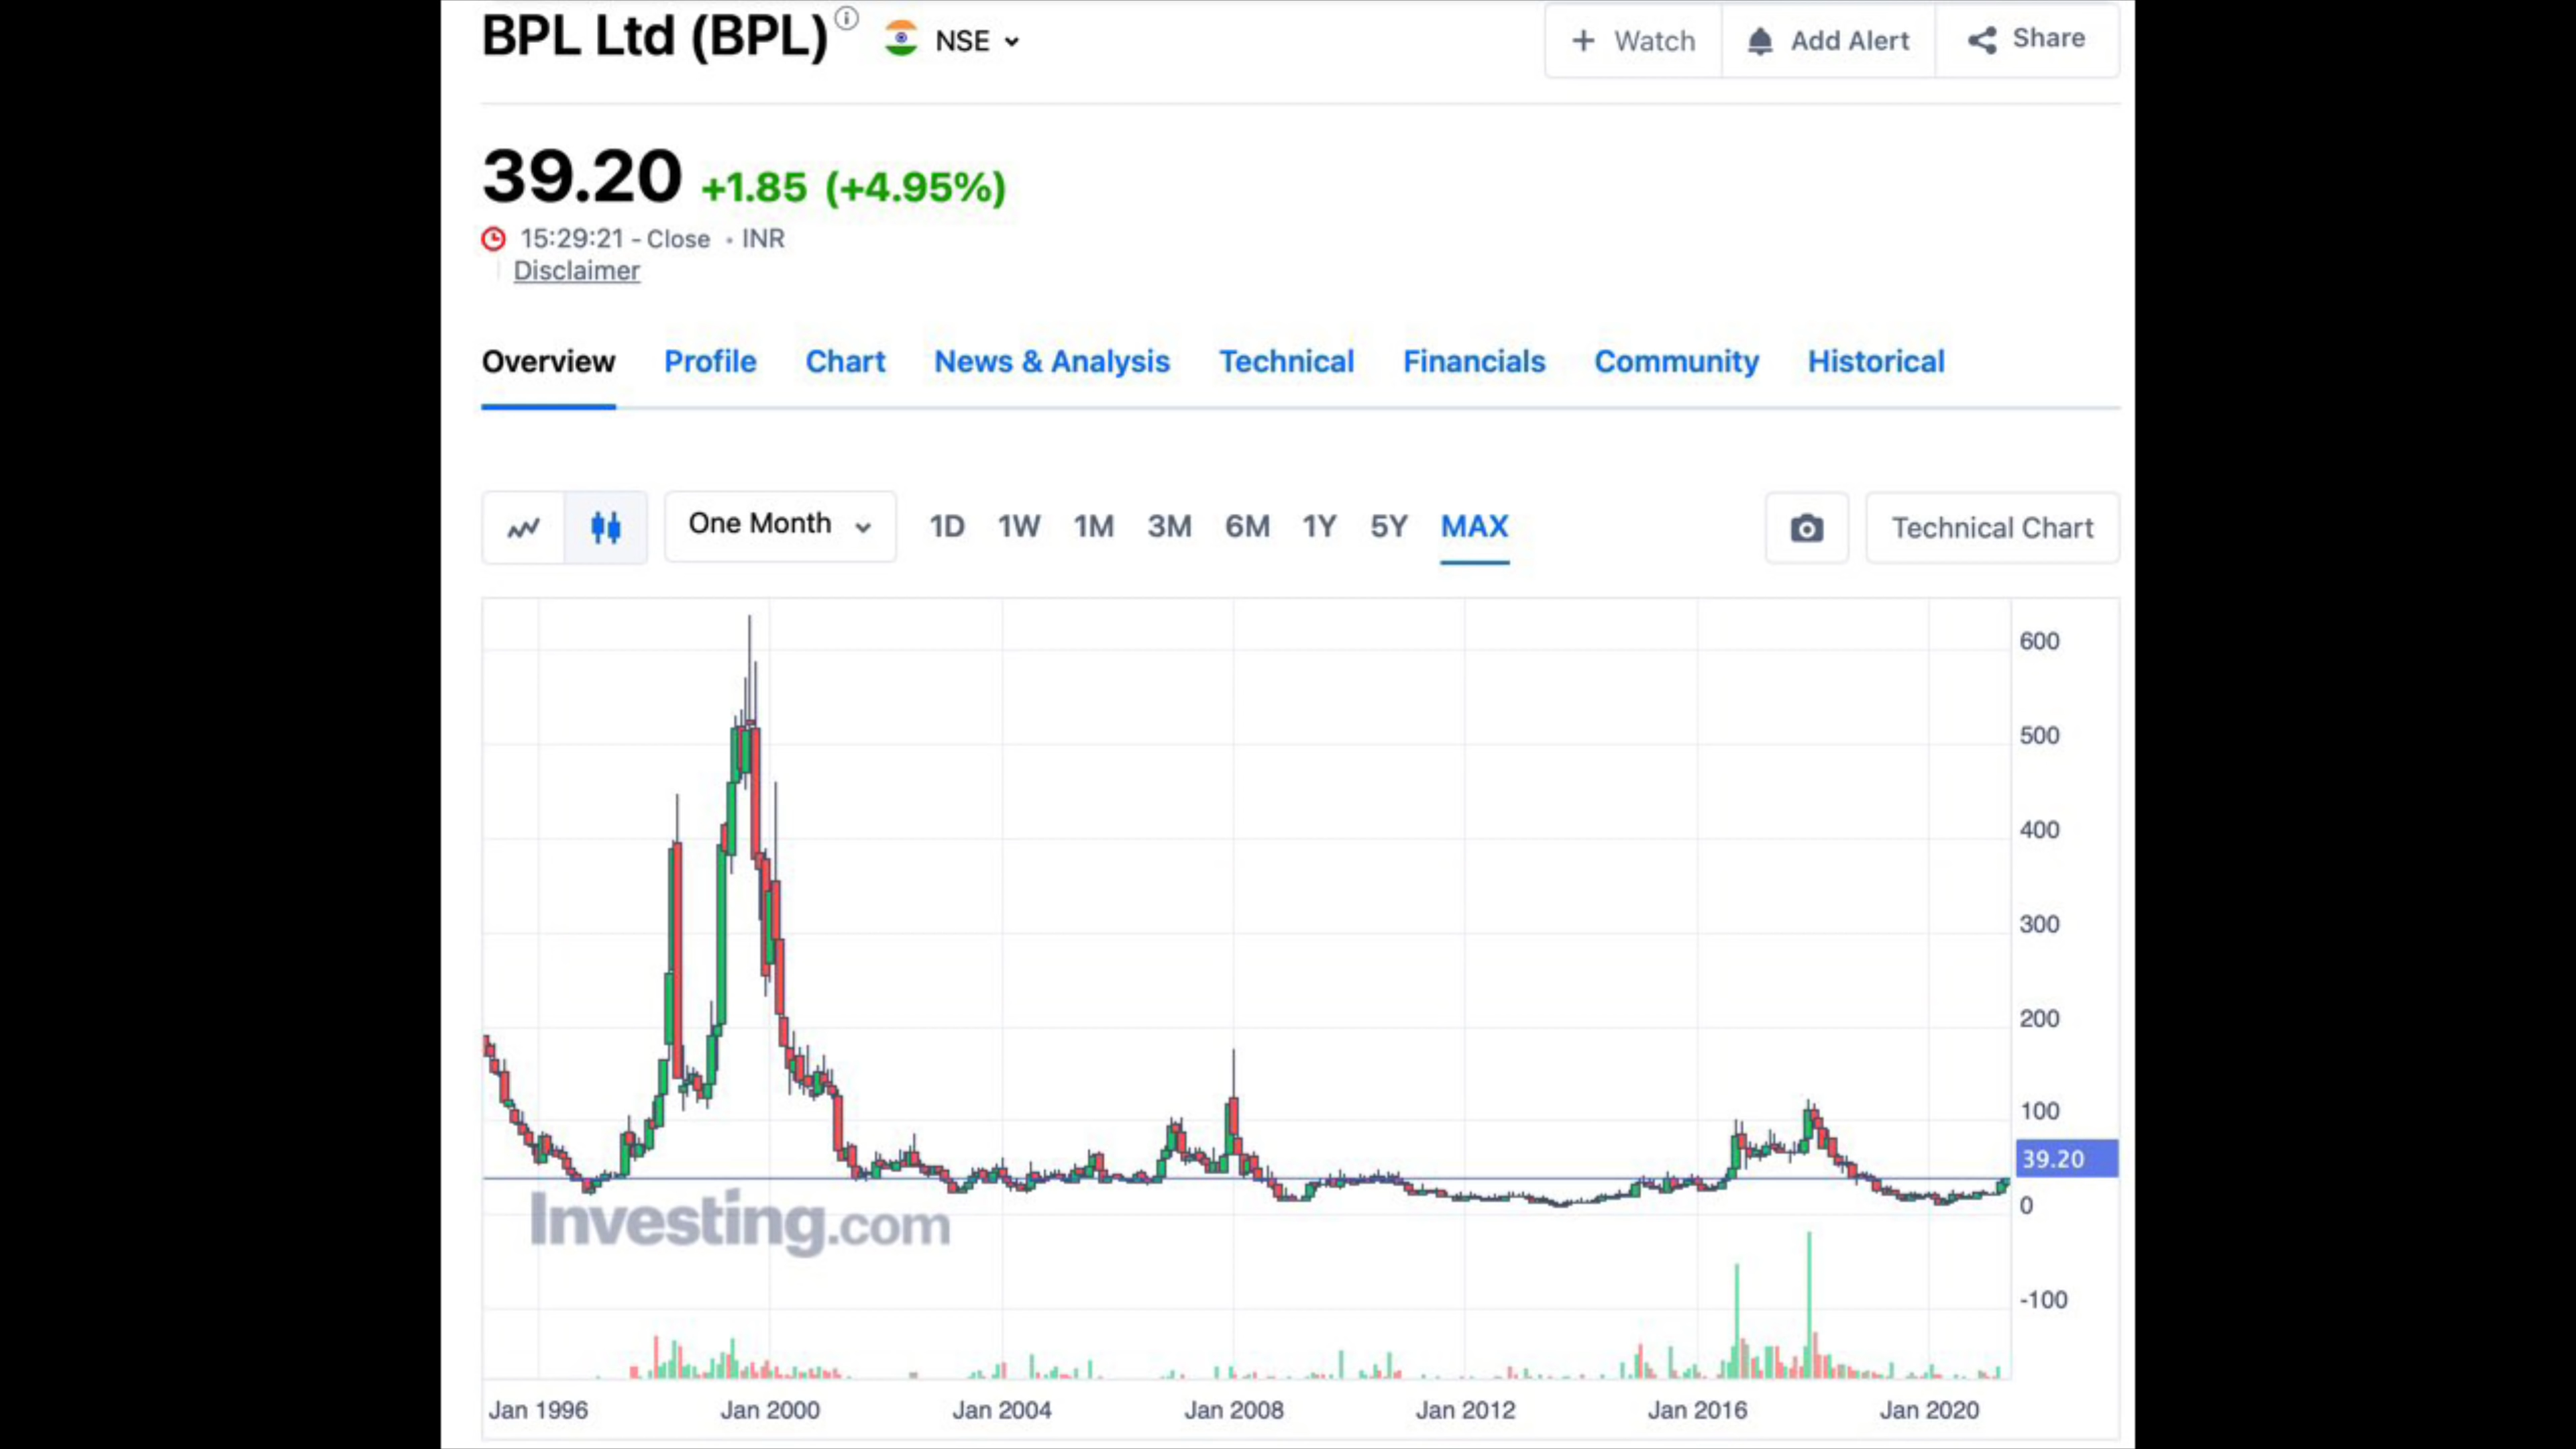 BPL Ltd (BPL) NSE
+ Watch Add Alert Share
39.20 +1.85 (+4.95%)
15:29:21 - Close • INR
Disclaimer
Overview Profile Chart News & Analysis Technical Financials Community Historical
One Month 1D 1W 1M 3M 6M 1Y 5Y MAX Technical Chart
600
500
400
300
200
100
39.20
0
Investing.com
-100
Jan 1996 Jan 2000 Jan 2004 Jan 2008 Jan 2012 Jan 2016 Jan 2020